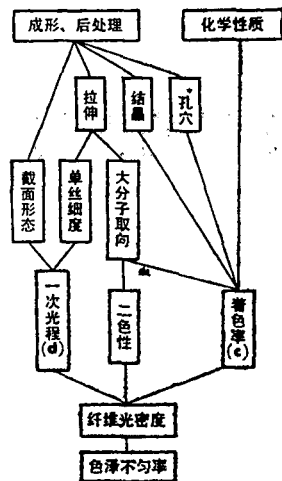 成形、后处理
化学性质
拉伸
结晶
孔穴
截面形态
单丝细度
大分子取向
一次光程(d)
二色性
着色率(c)
纤维光密度
色泽不匀率